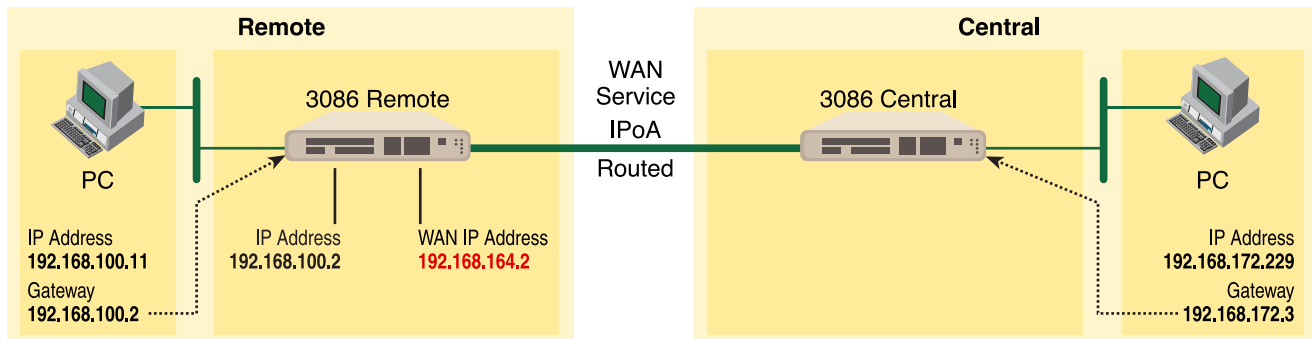 Remote
PC
IP Address
192.168.100.11
Gateway
192.168.100.2
3086 Remote
IP Address
192.168.100.2
WAN IP Address
192.168.164.2
WAN
Service
IPoA
Routed
Central
3086 Central
PC
IP Address
192.168.172.229
Gateway
192.168.172.3